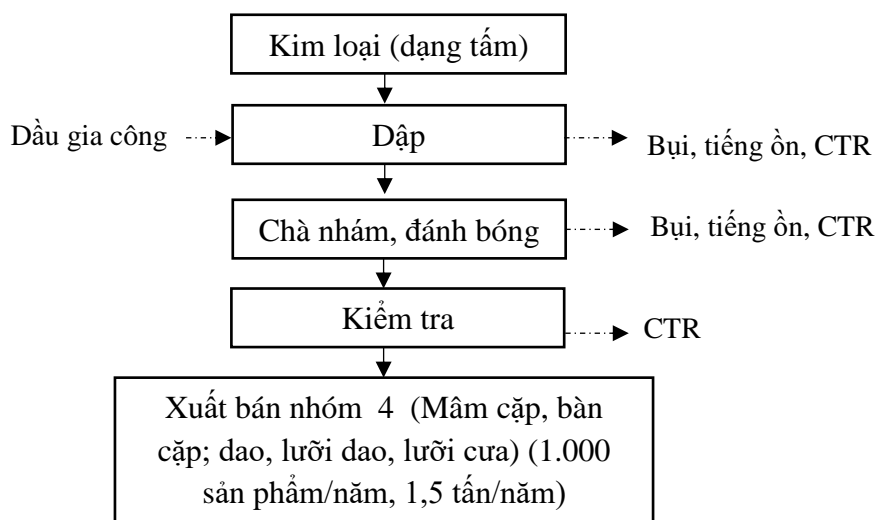 Kim loại (dạng tấm)
Dầu gia công
Dập
Bụi, tiếng ồn, CTR
Chà nhám, đánh bóng
Bụi, tiếng ồn, CTR
Kiểm tra
CTR
Xuất bán nhóm 4 (Mâm cặp, bàn
cặp; dao, lưỡi dao, lưỡi cưa) (1.000
sản phẩm/năm, 1,5 tấn/năm)